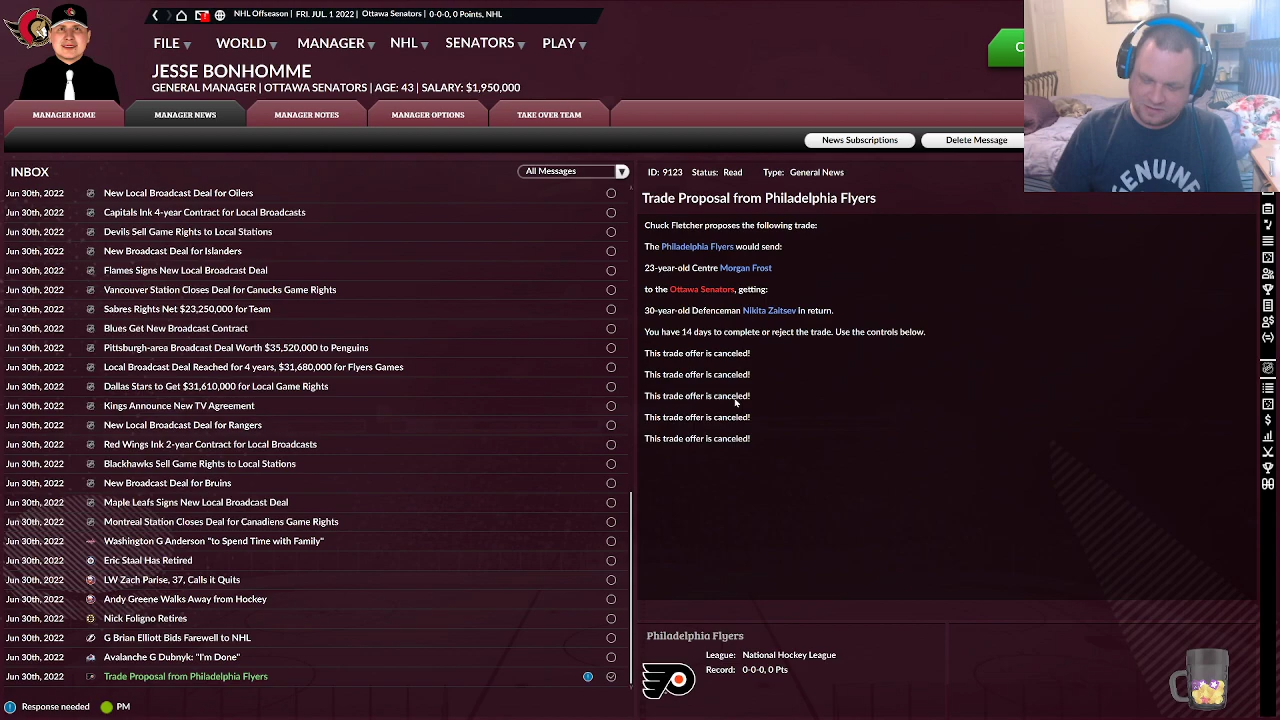 NHL Offseason | FRI. JUL. 1 2022 | Ottawa Senators | 0-0-0, 0 Points, NHL
FILE WORLD MANAGER NHL SENATORS PLAY
JESSE BONHOMME
GENERAL MANAGER | OTTAWA SENATORS | AGE: 43 | SALARY: $1,950,000
MANAGER HOME MANAGER NEWS MANAGER NOTES MANAGER OPTIONS TAKE OVER TEAM
News Subscriptions Delete Message
INBOX All Messages
Jun 30th, 2022 New Local Broadcast Deal for Oilers
Jun 30th, 2022 Capitals Ink 4-year Contract for Local Broadcasts
Jun 30th, 2022 Devils Sell Game Rights to Local Stations
Jun 30th, 2022 New Broadcast Deal for Islanders
Jun 30th, 2022 Flames Signs New Local Broadcast Deal
Jun 30th, 2022 Vancouver Station Closes Deal for Canucks Game Rights
Jun 30th, 2022 Sabres Rights Net $23,250,000 for Team
Jun 30th, 2022 Blues Get New Broadcast Contract
Jun 30th, 2022 Pittsburgh-area Broadcast Deal Worth $35,520,000 to Penguins
Jun 30th, 2022 Local Broadcast Deal Reached for 4 years, $31,680,000 for Flyers Games
Jun 30th, 2022 Dallas Stars to Get $31,610,000 for Local Game Rights
Jun 30th, 2022 Kings Announce New TV Agreement
Jun 30th, 2022 New Local Broadcast Deal for Rangers
Jun 30th, 2022 Red Wings Ink 2-year Contract for Local Broadcasts
Jun 30th, 2022 Blackhawks Sell Game Rights to Local Stations
Jun 30th, 2022 New Broadcast Deal for Bruins
Jun 30th, 2022 Maple Leafs Signs New Local Broadcast Deal
Jun 30th, 2022 Montreal Station Closes Deal for Canadiens Game Rights
Jun 30th, 2022 Washington G Anderson "to Spend Time with Family"
Jun 30th, 2022 Eric Staal Has Retired
Jun 30th, 2022 LW Zach Parise, 37, Calls it Quits
Jun 30th, 2022 Andy Greene Walks Away from Hockey
Jun 30th, 2022 Nick Foligno Retires
Jun 30th, 2022 G Brian Elliott Bids Farewell to NHL
Jun 30th, 2022 Avalanche G Dubnyk: "I'm Done"
Jun 30th, 2022 Trade Proposal from Philadelphia Flyers
Response needed PM
ID: 9123 Status: Read Type: General News
Trade Proposal from Philadelphia Flyers
Chuck Fletcher proposes the following trade:
The Philadelphia Flyers would send:
23-year-old Centre Morgan Frost
to the Ottawa Senators, getting:
30-year-old Defenceman Nikita Zaitsev in return.
You have 14 days to complete or reject the trade. Use the controls below.
This trade offer is canceled!
This trade offer is canceled!
This trade offer is canceled!
This trade offer is canceled!
This trade offer is canceled!
Philadelphia Flyers
League: National Hockey League
Record: 0-0-0, 0 Pts
GENUINE